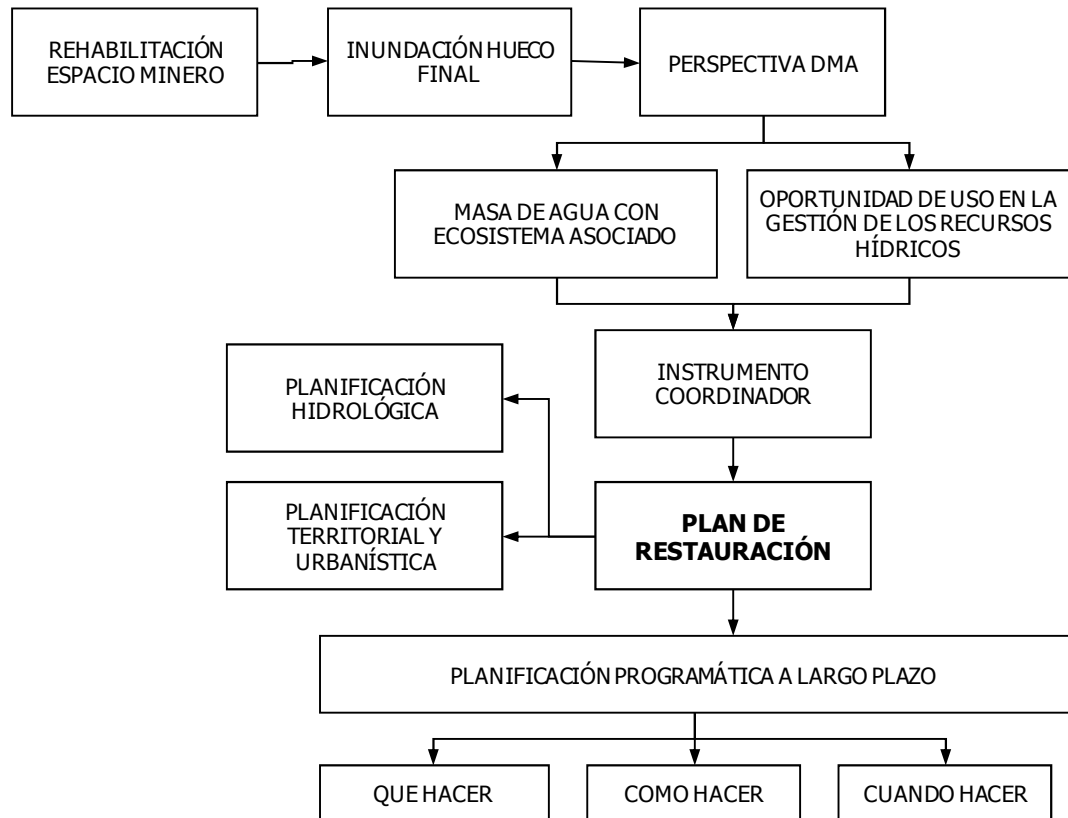 REHABILITACIÓN
ESPACIO MINERO
INUNDACIÓN HUECO
FINAL
PERSPECTIVA DMA
MASA DE AGUA CON
ECOSISTEMA ASOCIADO
OPORTUNIDAD DE USO EN LA
GESTIÓN DE LOS RECURSOS
HÍDRICOS
INSTRUMENTO
COORDINADOR
PLANIFICACIÓN
HIDROLÓGICA
PLANIFICACIÓN
TERRITORIAL Y
URBANÍSTICA
PLAN DE
RESTAURACIÓN
PLANIFICACIÓN PROGRAMÁTICA A LARGO PLAZO
QUE HACER
COMO HACER
CUANDO HACER